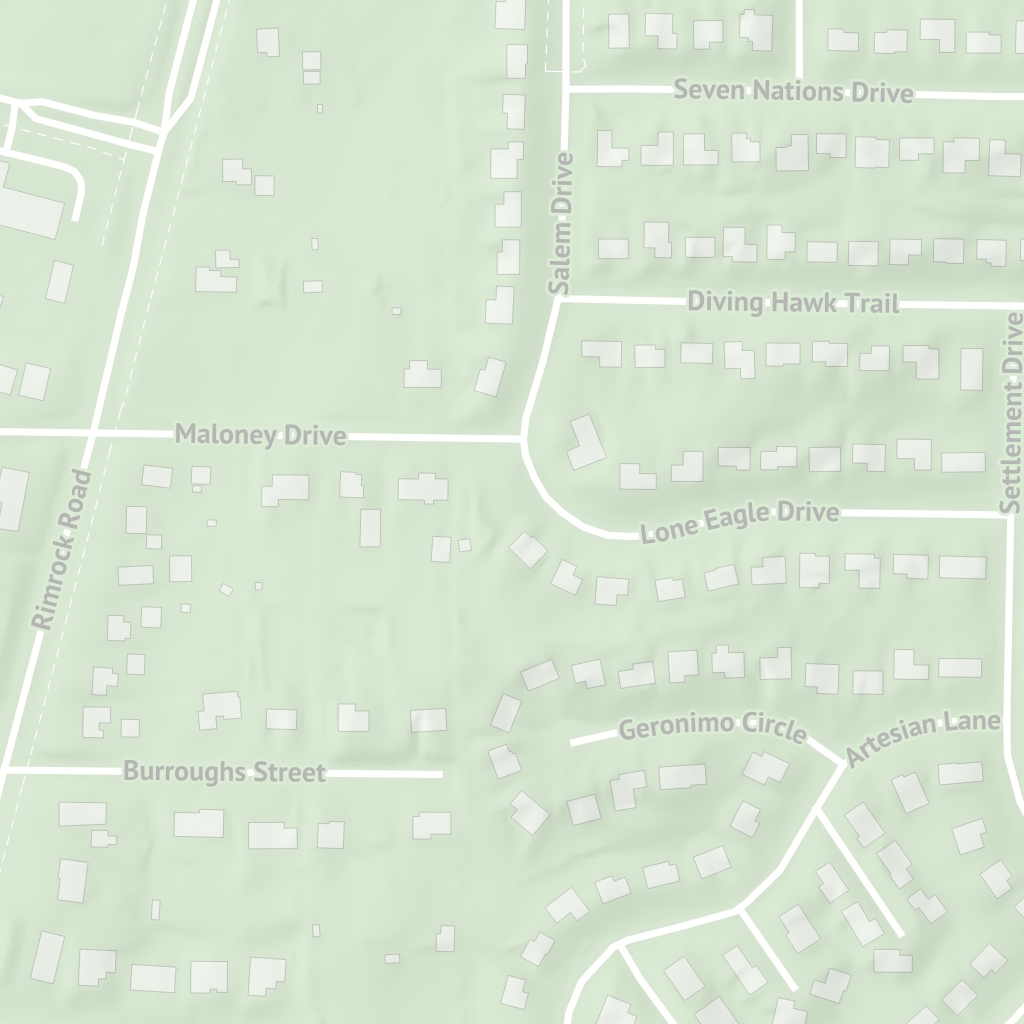 Seven Nations Drive
Salem Drive
Diving Hawk Trail
Settlement Drive
Maloney Drive
Rimrock Road
Lone Eagle Drive
Geronimo Circle
Artesian Lane
Burroughs Street